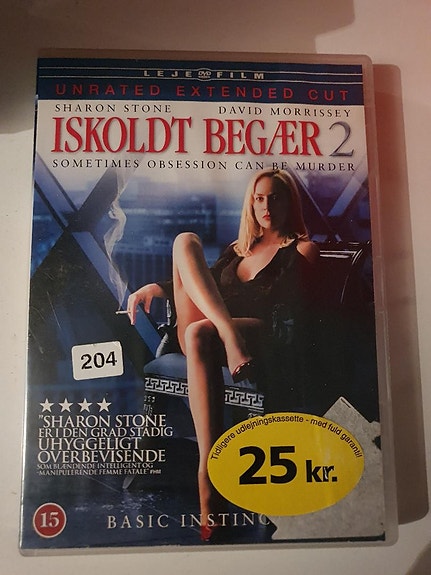 LEJE DVD FILM
UNRATED EXTENDED CUT
SHARON STONE DAVID MORRISSEY
ISKOLDT BEGÆR 2
SOMETIMES OBSESSION CAN BE MURDER
204
★★★★
"SHARON STONE
ER I DEN GRAD STADIG
UHYGGELIGT
OVERBEVISENDE
SOM BLÆNDENDE INTELLIGENT OG
MANIPULERENDE FEMME FATALE"
Tidligere udlejningskassette - med fuld garanti!
25 kr.
15
BASIC INSTINC